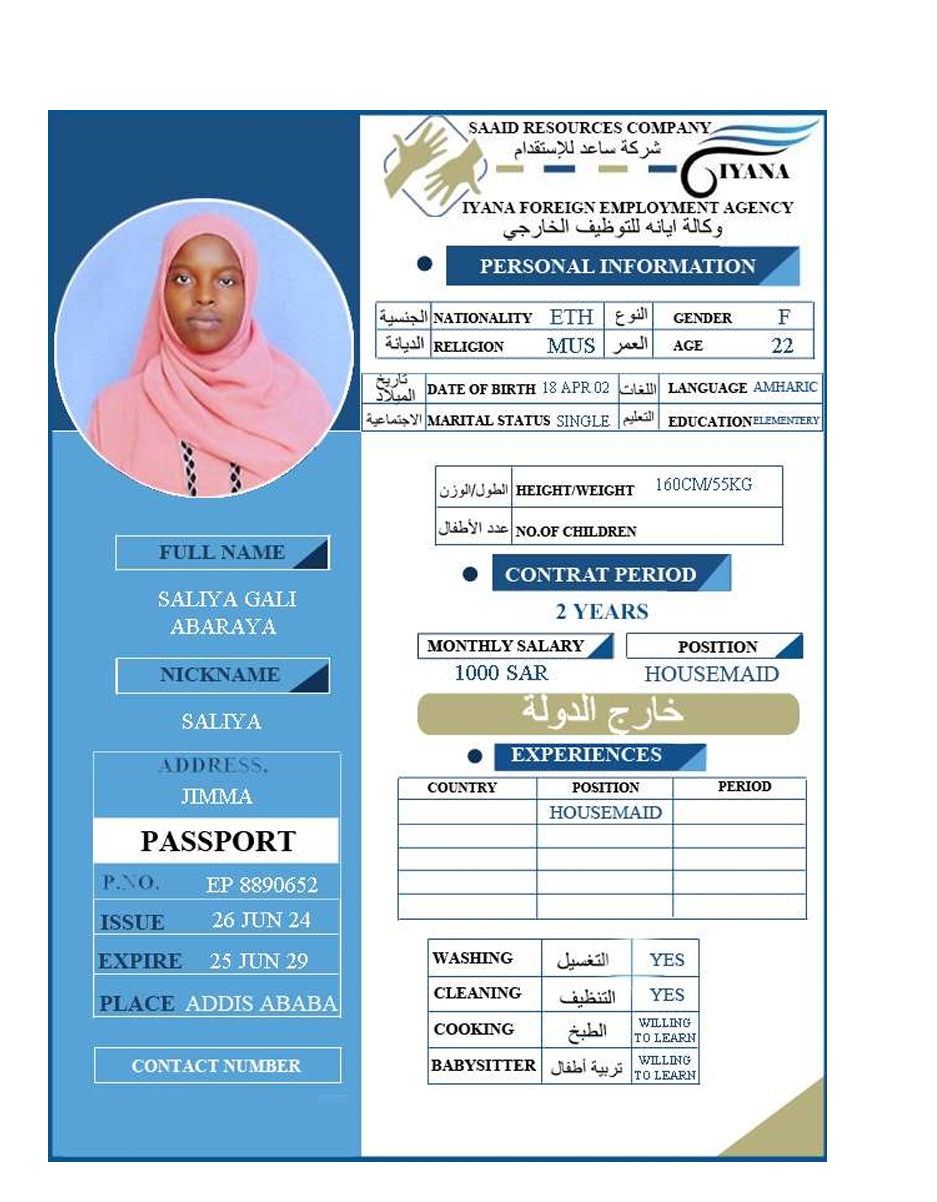 SAAID RESOURCES COMPANY
شركة ساعد للإستقدام
IYANA
IYANA FOREIGN EMPLOYMENT AGENCY
وكالة ايانه للتوظيف الخارجي
PERSONAL INFORMATION
الجنسية NATIONALITY ETH النوع GENDER F
الديانة RELIGION MUS العمر AGE 22
تاريخ الميلاد DATE OF BIRTH 18 APR 02 اللغات LANGUAGE AMHARIC
الاجتماعية MARITAL STATUS SINGLE التعليم EDUCATION ELEMENTERY
الطول/الوزن HEIGHT/WEIGHT 160CM/55KG
عدد الأطفال NO.OF CHILDREN
FULL NAME
SALIYA GALI
ABARAYA
NICKNAME
SALIYA
ADDRESS.
JIMMA
PASSPORT
P.NO. EP 8890652
ISSUE 26 JUN 24
EXPIRE 25 JUN 29
PLACE ADDIS ABABA
CONTACT NUMBER
CONTRAT PERIOD
2 YEARS
MONTHLY SALARY POSITION
1000 SAR HOUSEMAID
خارج الدولة
EXPERIENCES
COUNTRY POSITION PERIOD
HOUSEMAID
WASHING التغسيل YES
CLEANING التنظيف YES
COOKING الطبخ WILLING TO LEARN
BABYSITTER تربية أطفال WILLING TO LEARN